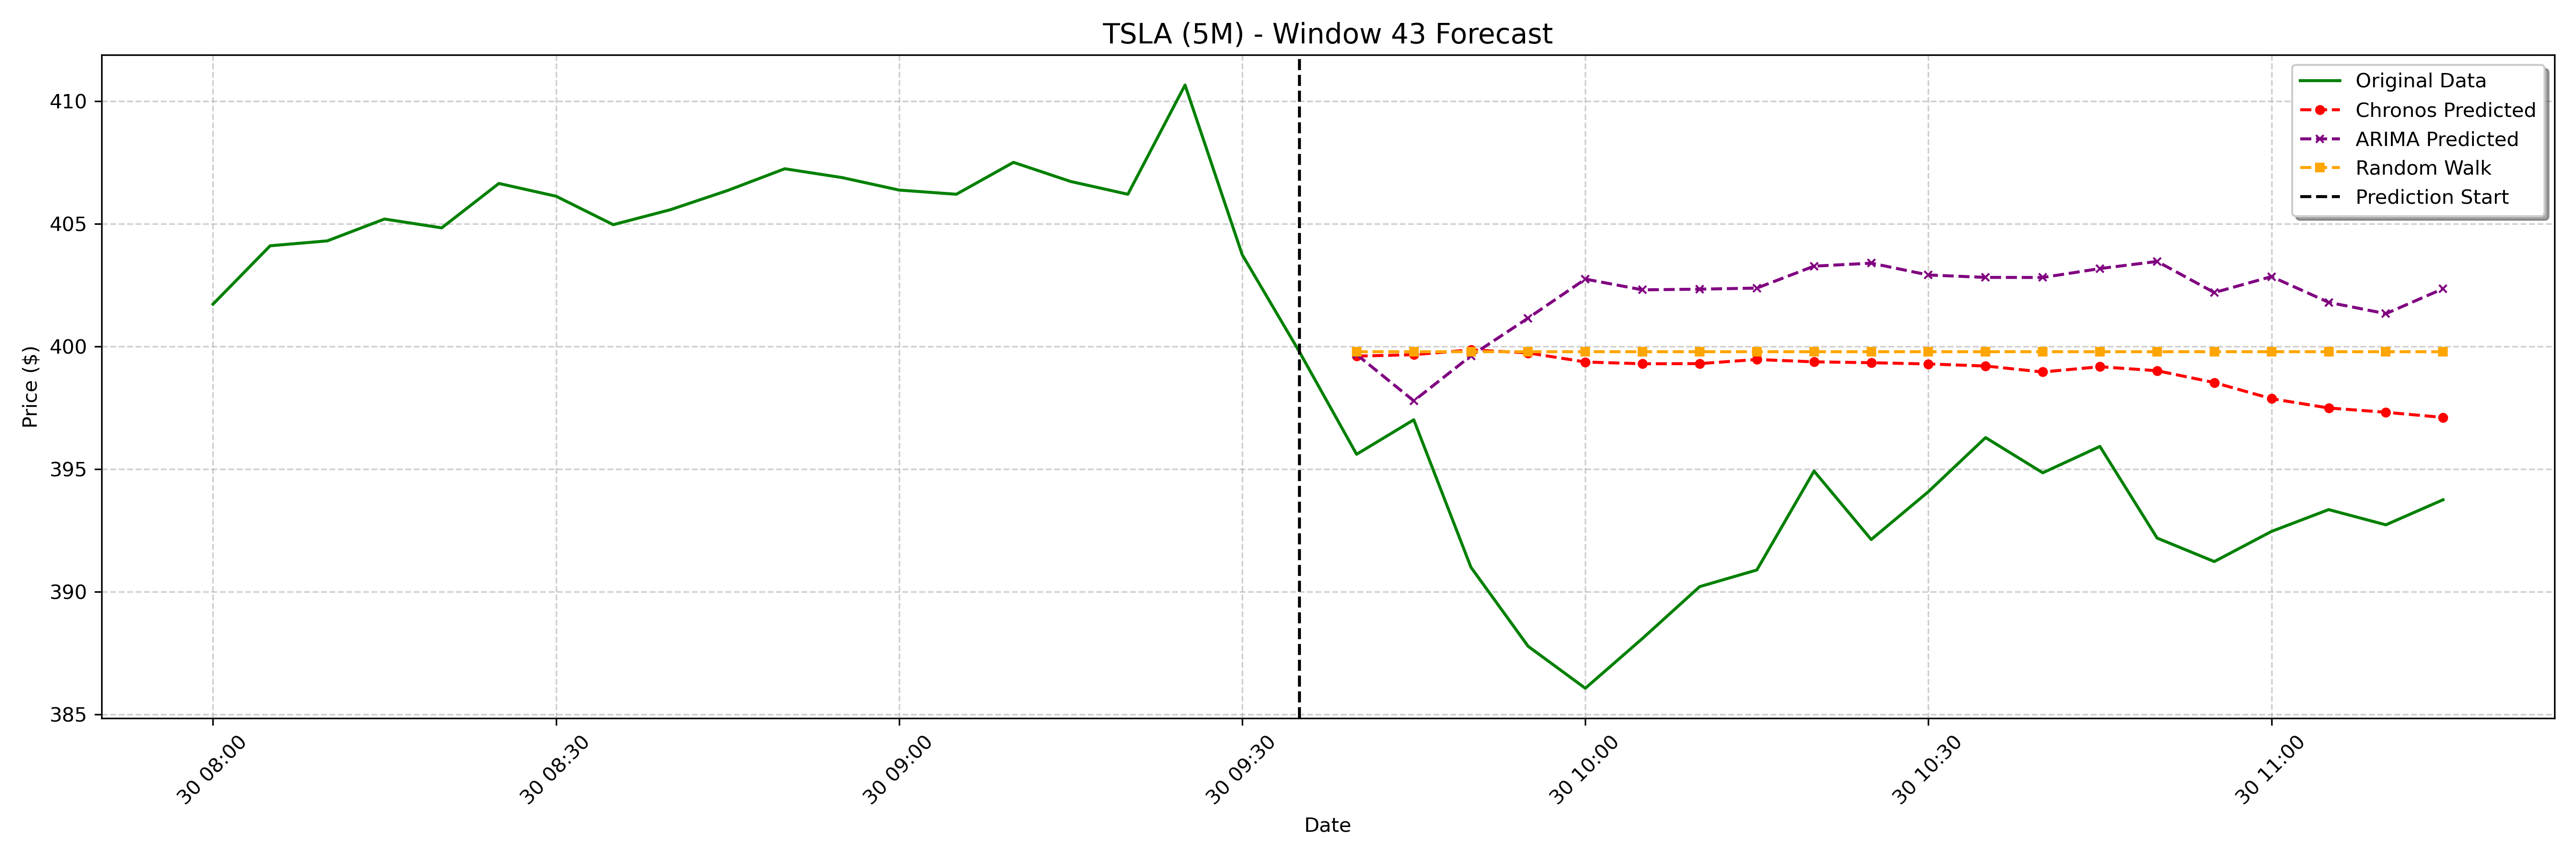 TSLA (5M) - Window 43 Forecast
Original Data
Chronos Predicted
ARIMA Predicted
Random Walk
Prediction Start
Price ($)
410
405
400
395
390
385
30 08:00
30 08:30
30 09:00
30 09:30
30 10:00
30 10:30
30 11:00
Date